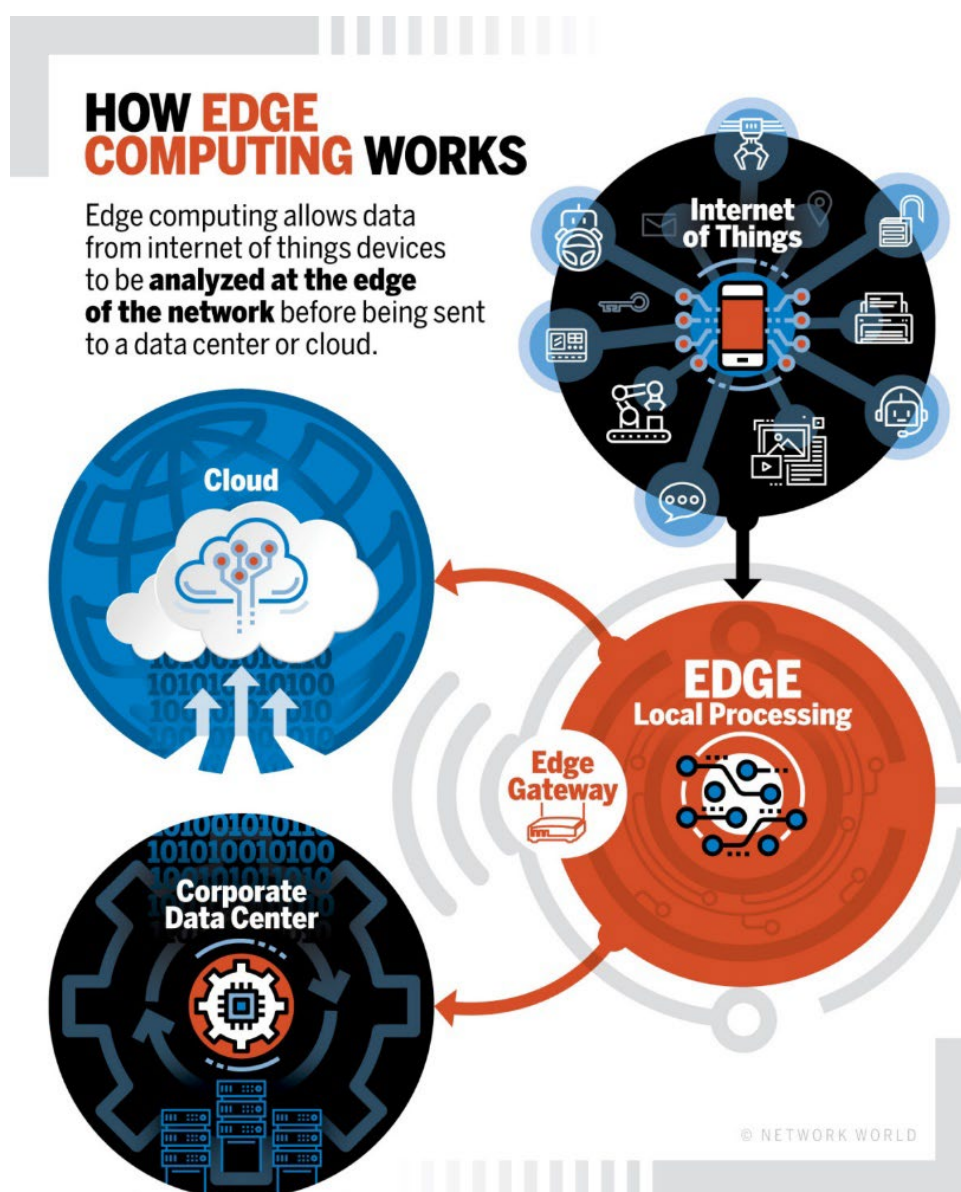 HOW EDGE
COMPUTING WORKS
Edge computing allows data
from internet of things devices
to be analyzed at the edge
of the network before being sent
to a data center or cloud.
Internet
of Things
Cloud
101010010100
EDGE
Local Processing
Edge
Gateway
101010010100
Corporate
Data Center
© NETWORK WORLD